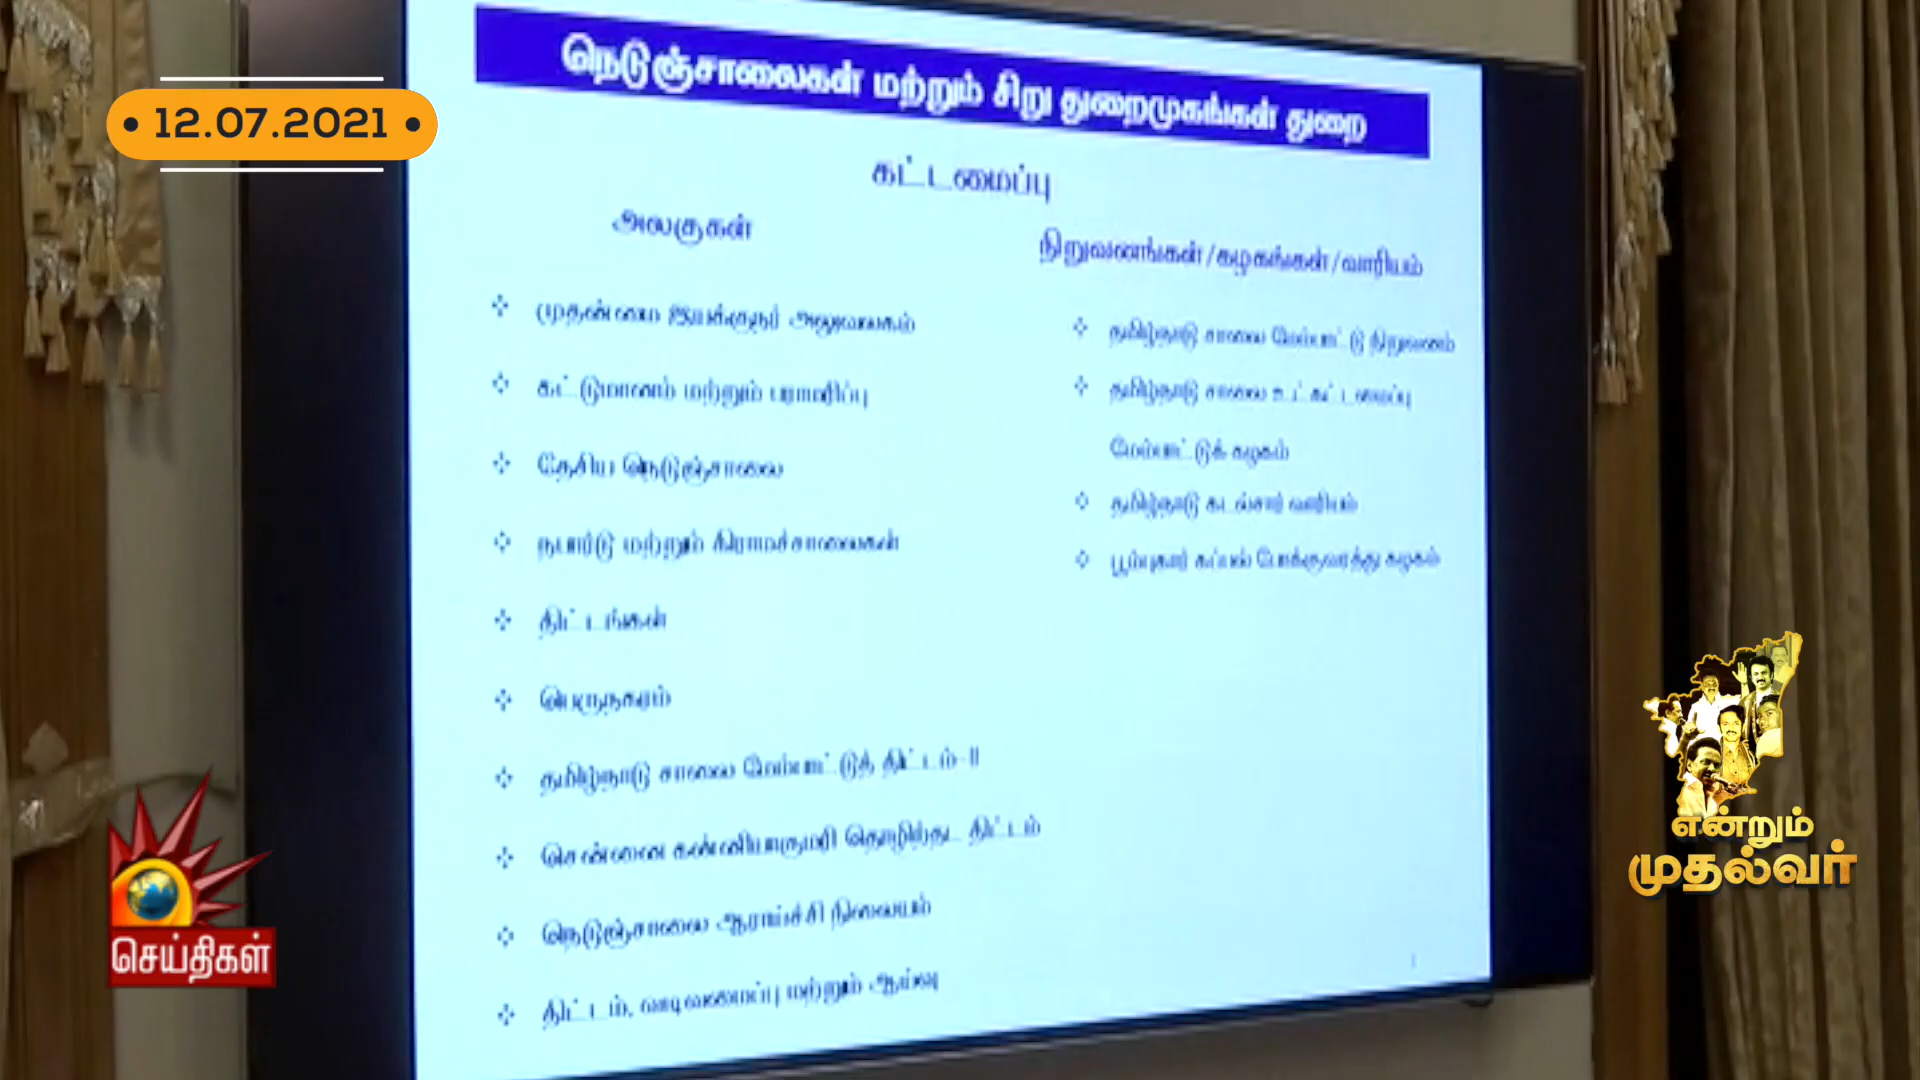 12.07.2021
நெடுஞ்சாலைகள் மற்றும் சிறு துறைமுகங்கள் துறை
கட்டமைப்பு
அலகுகள்
முதன்மை இயக்குநர் அலுவலகம்
கட்டுமானம் மற்றும் பராமரிப்பு
தேசிய நெடுஞ்சாலை
நபார்டு மற்றும் கிராமச்சாலைகள்
திட்டங்கள்
பெருநகரம்
தமிழ்நாடு சாலை மேம்பாட்டுத் திட்டம்-II
சென்னை கன்னியாகுமரி தொழிற்தட திட்டம்
நெடுஞ்சாலை ஆராய்ச்சி நிலையம்
திட்டம், வடிவமைப்பு மற்றும் ஆய்வு
நிறுவனங்கள்/கழகங்கள்/வாரியம்
தமிழ்நாடு சாலை மேம்பாட்டு நிறுவனம்
தமிழ்நாடு சாலை உட்கட்டமைப்பு
மேம்பாட்டுக் கழகம்
தமிழ்நாடு கடல்சார் வாரியம்
பூம்புகார் கப்பல் போக்குவரத்து கழகம்
செய்திகள்
என்றும்
முதல்வர்